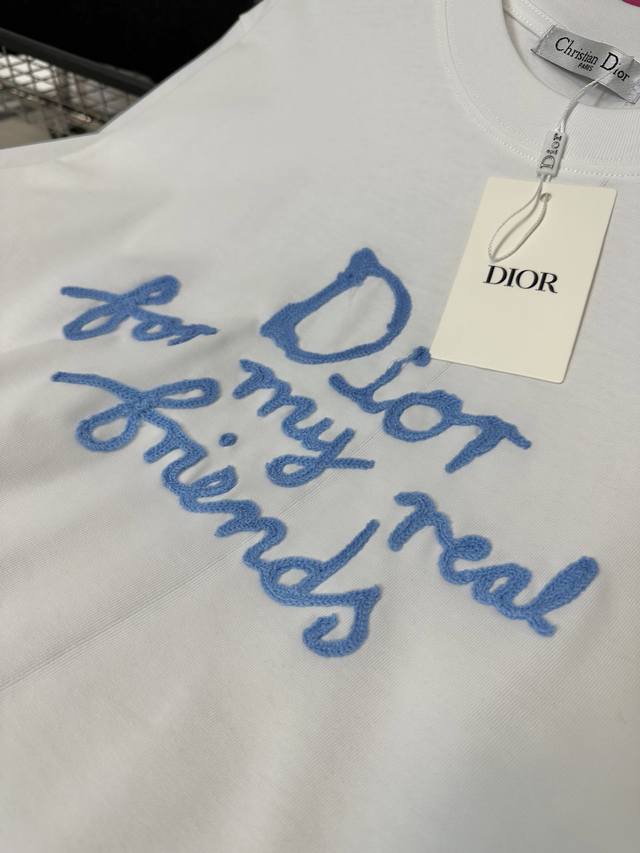 Christian Dior
PARIS
Dior
DIOR
Dior
for my real
friends